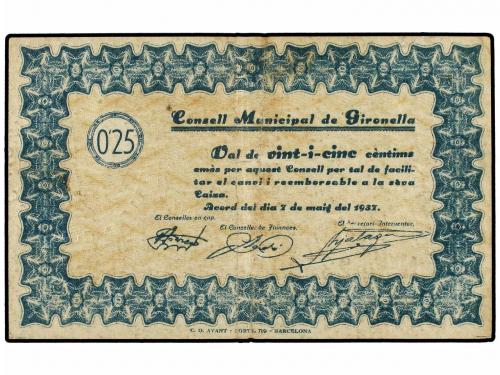 Consell Municipal de Gironella
0'25
Val de vint-i-cinc cèntims
emès per aquest Consell per tal de facili-
tar el canvi i reemborsable a la seva
Caixa.
Acord del dia 7 de maig del 1937.
El Conseller en cap,
El Conseller de Finances,
El Secretari-Interventor,
C. O. AVANT - - BARCELONA